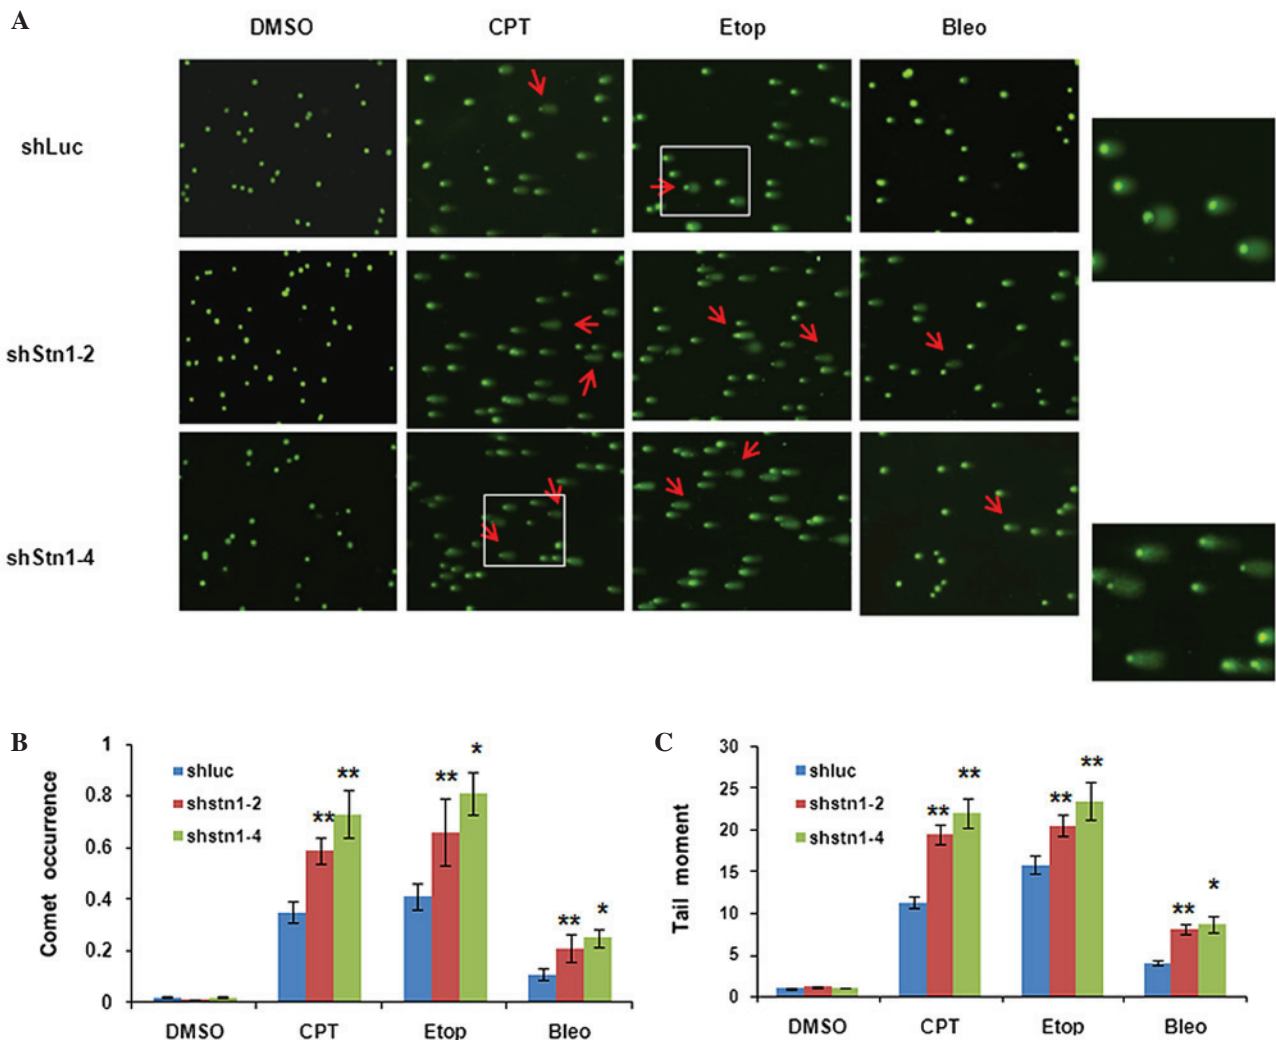 A
DMSO CPT Etop Bleo
shLuc
shStn1-2
shStn1-4
B
Comet occurrence
1
0.8
0.6
0.4
0.2
0
shluc
shstn1-2
shstn1-4
**
**
**
*
**
*
DMSO CPT Etop Bleo
C
Tail moment
30
25
20
15
10
5
0
shluc
shstn1-2
shstn1-4
**
**
**
**
**
*
DMSO CPT Etop Bleo